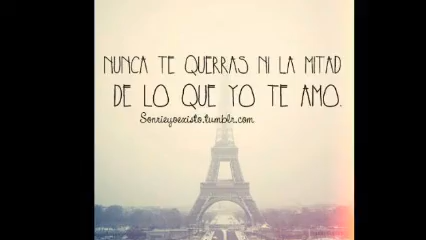 NUNCA TE QUERRAS NI LA MITAD
DE LO QUE YO TE AMO.
Sonrieyoexisto.tumblr.com